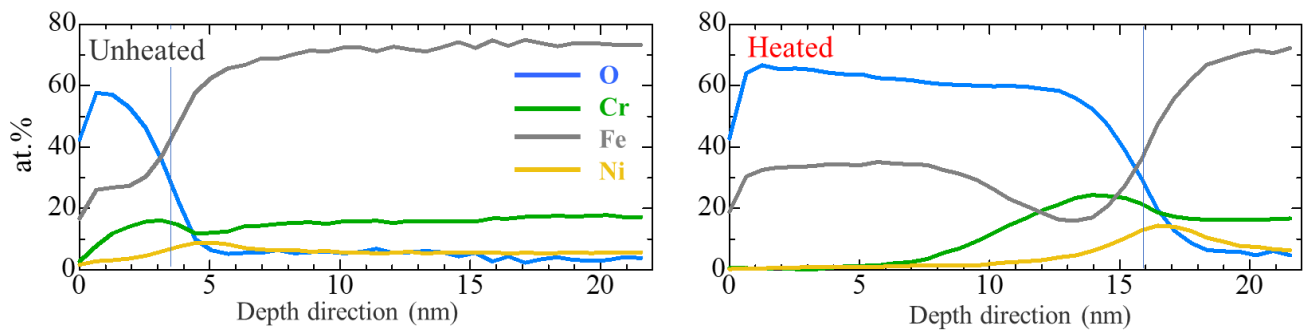 80
60
40
20
0
at.%
Unheated
O
Cr
Fe
Ni
0 5 10 15 20
Depth direction (nm)
80
60
40
20
0
Heated
0 5 10 15 20
Depth direction (nm)